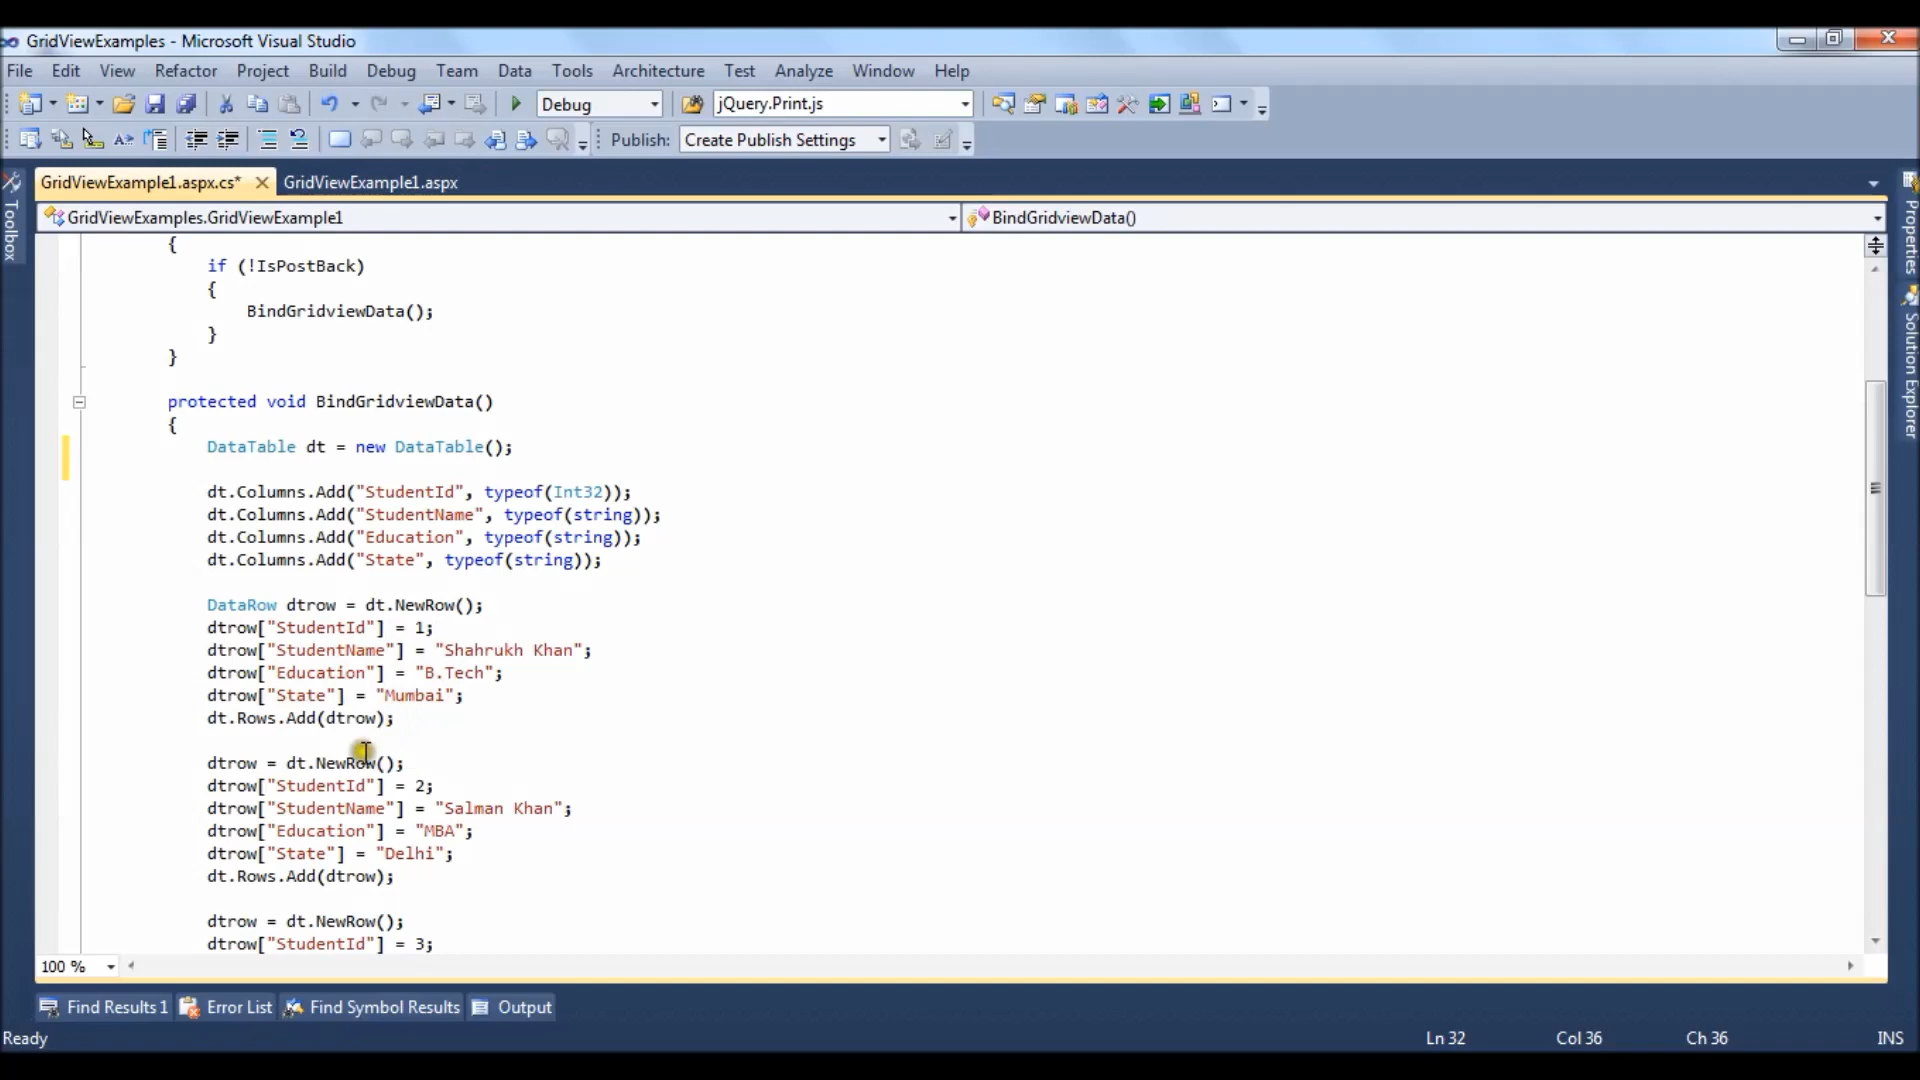 GridViewExamples - Microsoft Visual Studio
File Edit View Refactor Project Build Debug Team Data Tools Architecture Test Analyze Window Help
Debug jQuery.Print.js
Publish: Create Publish Settings
GridViewExample1.aspx.cs* GridViewExample1.aspx
Toolbox
Properties
Solution Explorer
GridViewExamples.GridViewExample1 BindGridviewData()
{
if (!IsPostBack)
{
BindGridviewData();
}
}
protected void BindGridviewData()
{
DataTable dt = new DataTable();
dt.Columns.Add("StudentId", typeof(Int32));
dt.Columns.Add("StudentName", typeof(string));
dt.Columns.Add("Education", typeof(string));
dt.Columns.Add("State", typeof(string));
DataRow dtrow = dt.NewRow();
dtrow["StudentId"] = 1;
dtrow["StudentName"] = "Shahrukh Khan";
dtrow["Education"] = "B.Tech";
dtrow["State"] = "Mumbai";
dt.Rows.Add(dtrow);
dtrow = dt.NewRow();
dtrow["StudentId"] = 2;
dtrow["StudentName"] = "Salman Khan";
dtrow["Education"] = "MBA";
dtrow["State"] = "Delhi";
dt.Rows.Add(dtrow);
dtrow = dt.NewRow();
dtrow["StudentId"] = 3;
100 %
Find Results 1 Error List Find Symbol Results Output
Ready Ln 32 Col 36 Ch 36 INS